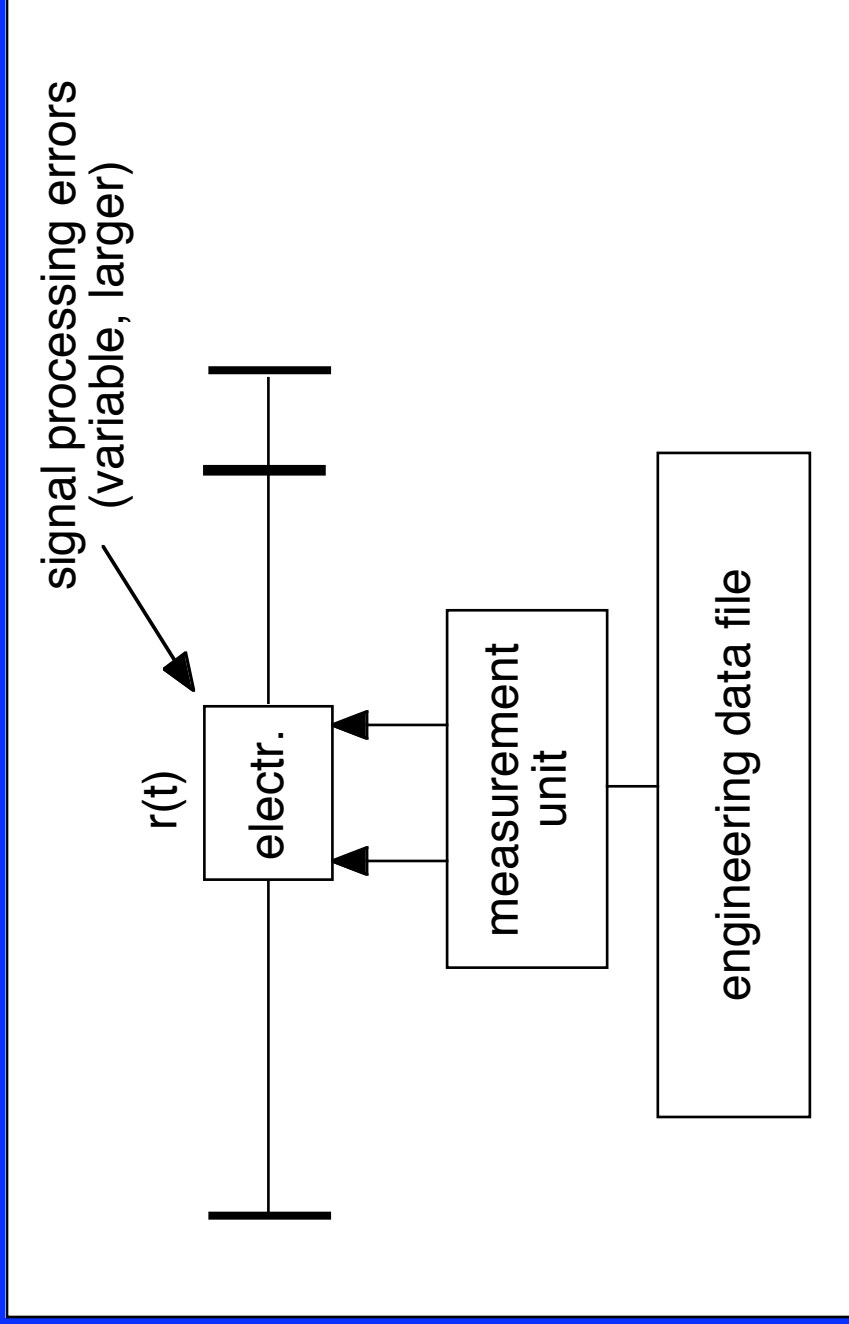 signal processing errors
(variable, larger)
r(t)
electr.
measurement
unit
engineering data file